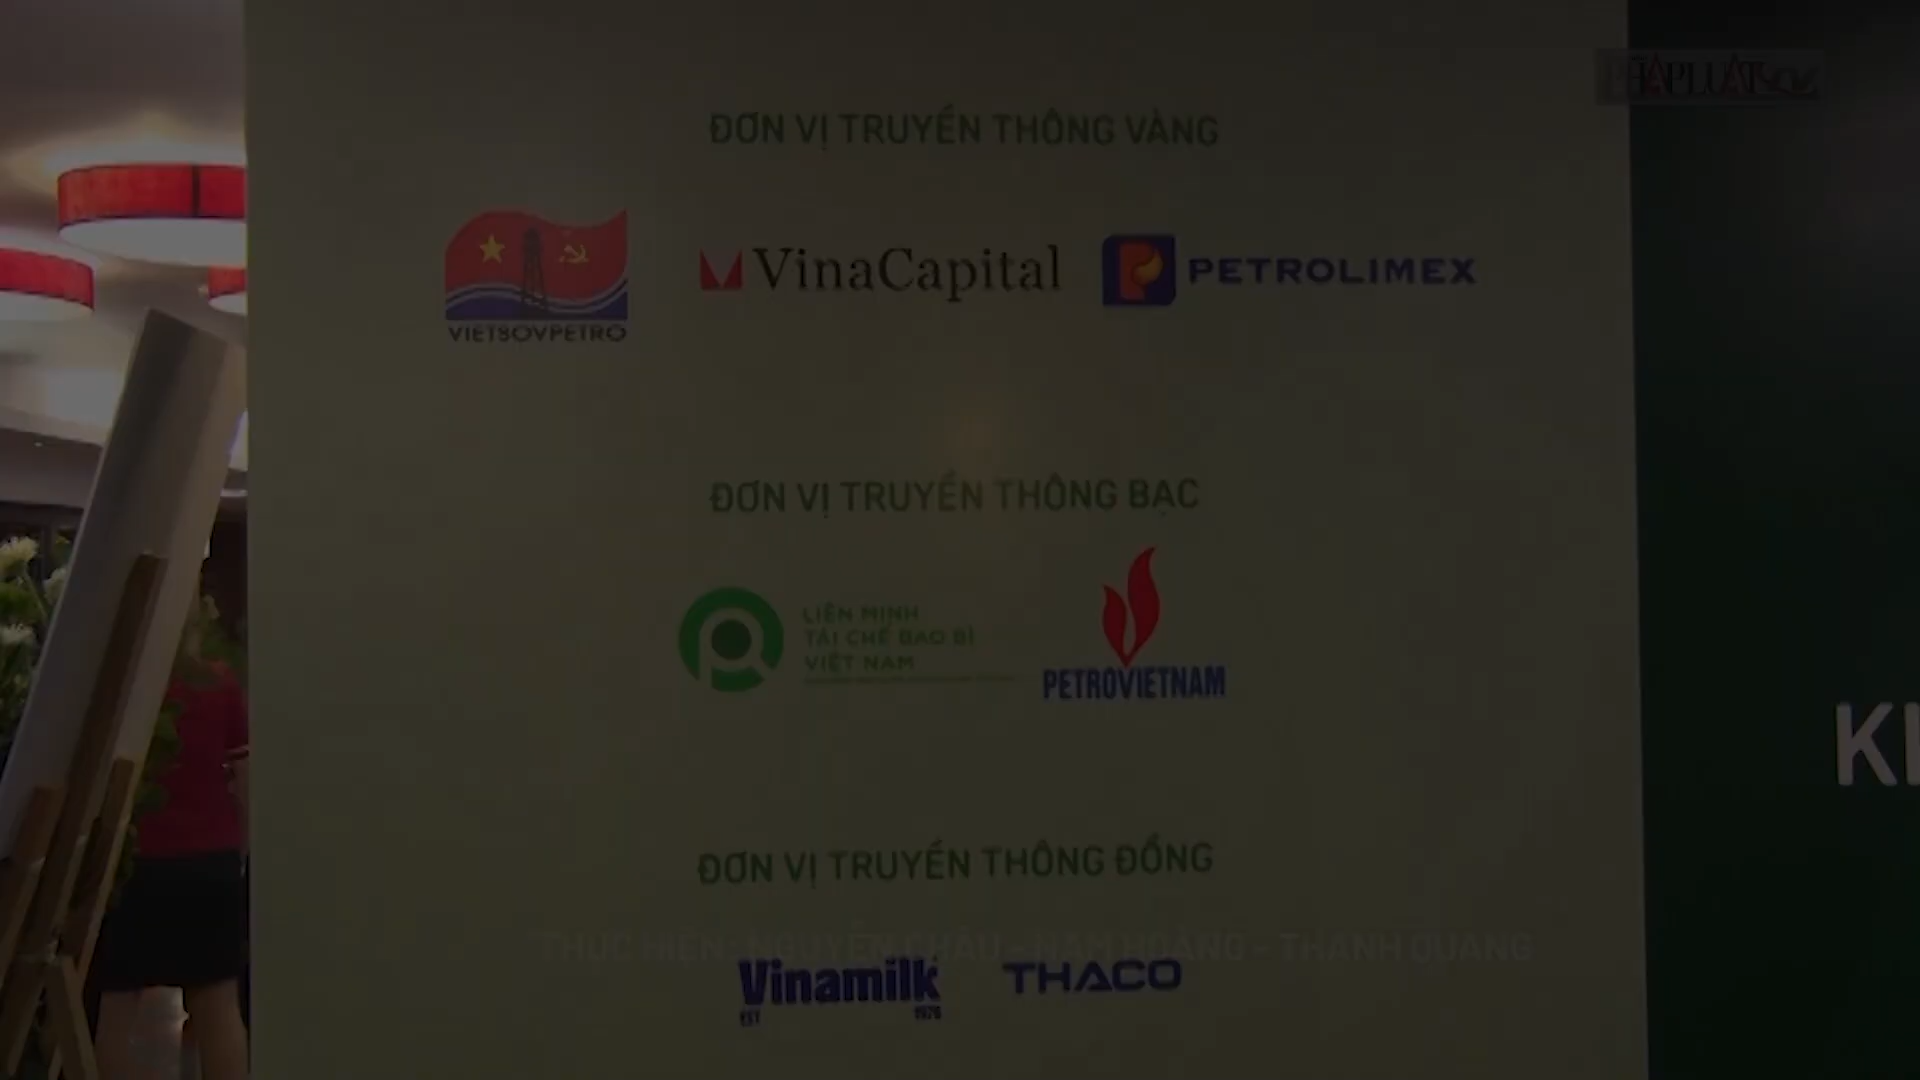 PHÁPLUẬT
ĐƠN VỊ TRUYỀN THÔNG VÀNG
VIETSOVPETRO
VinaCapital
PETROLIMEX
ĐƠN VỊ TRUYỀN THÔNG BẠC
LIÊN MINH
TÁI CHẾ BAO BÌ
VIỆT NAM
PETROVIETNAM
KI
ĐƠN VỊ TRUYỀN THÔNG ĐỒNG
THỰC HIỆN: NGUYỄN CHÂU - NAM HOÀNG - THANH QUANG
Vinamilk
EST 1976
THACO